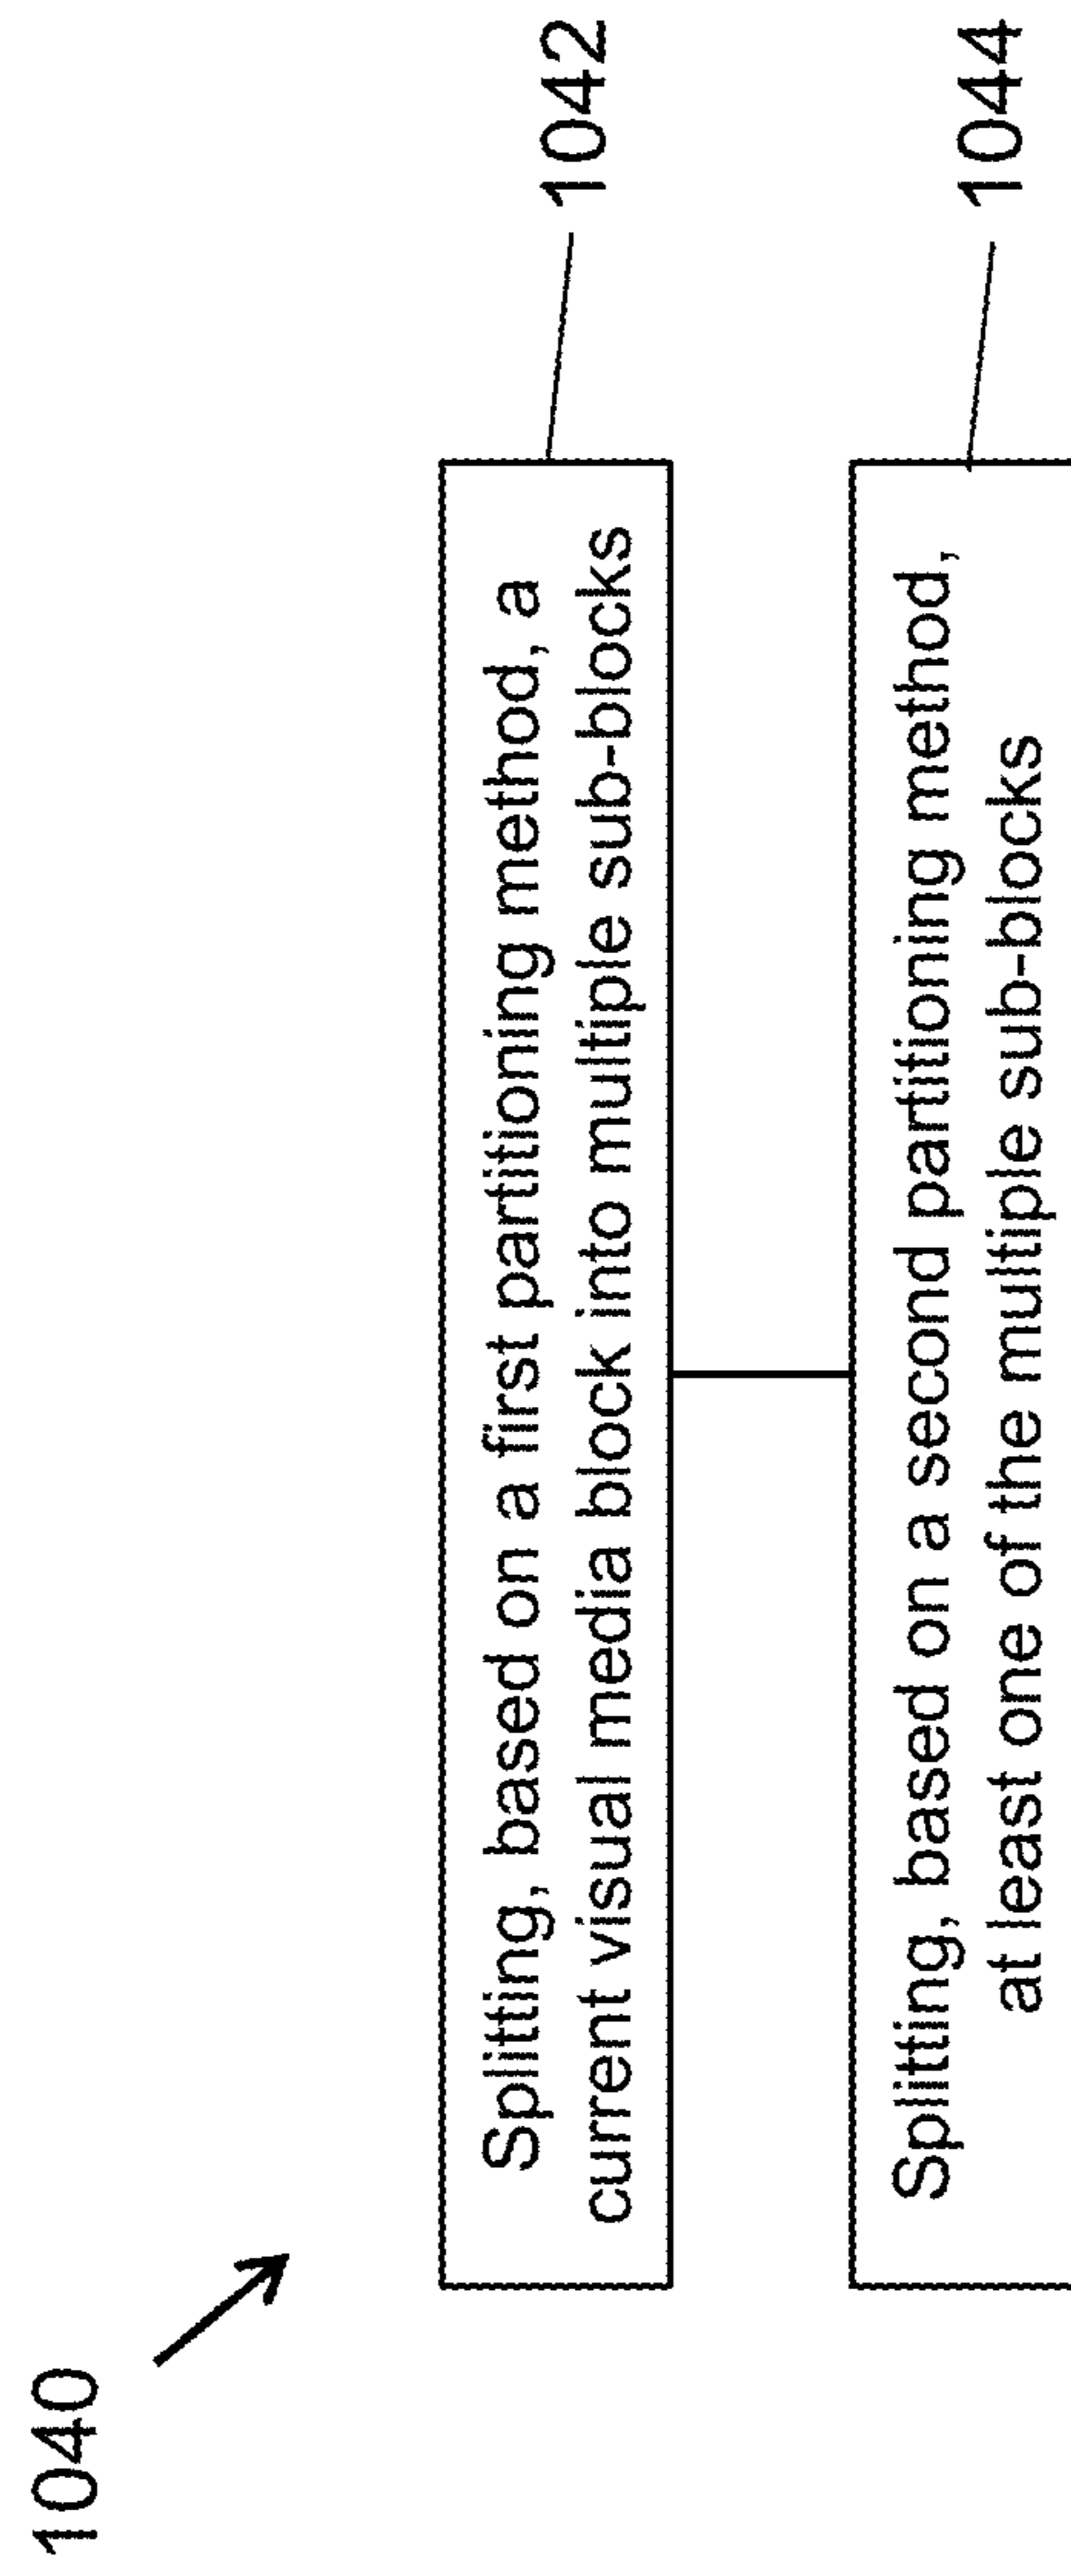 1040
Splitting, based on a first partitioning method, a
current visual media block into multiple sub-blocks
1042
Splitting, based on a second partitioning method,
at least one of the multiple sub-blocks
1044